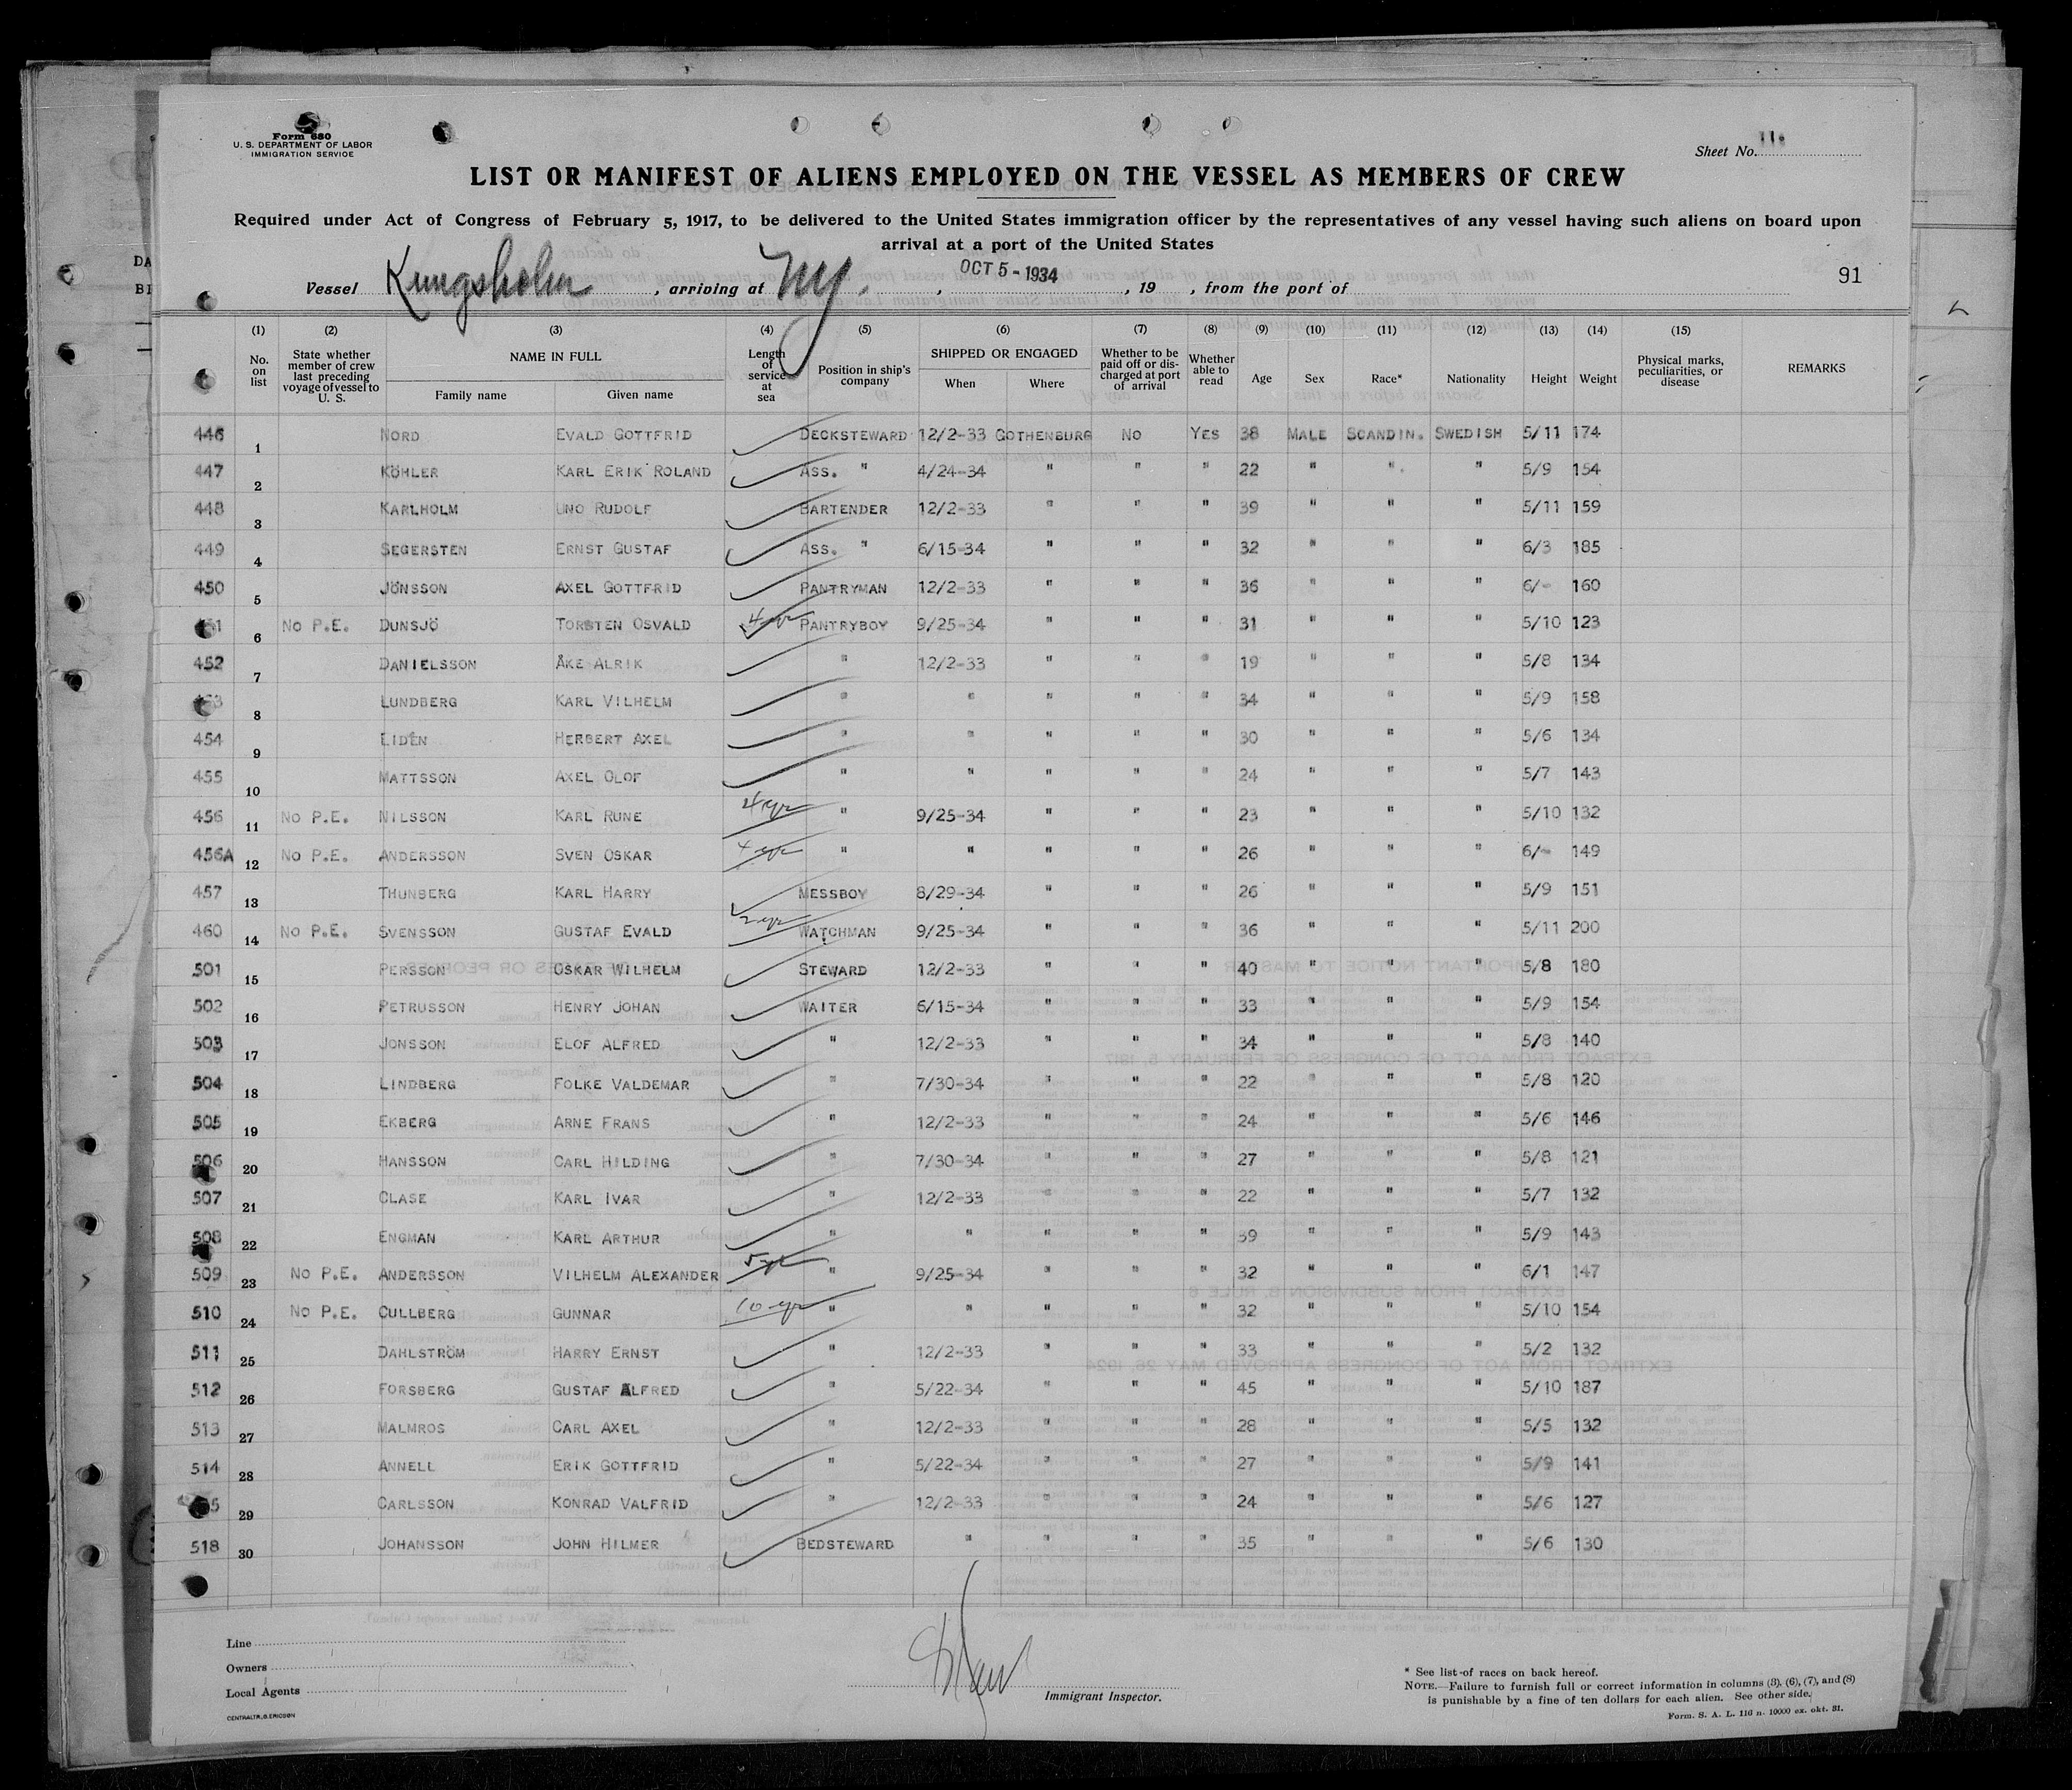 Form 680
U. S. DEPARTMENT OF LABOR
IMMIGRATION SERVICE
Sheet No. 11.
LIST OR MANIFEST OF ALIENS EMPLOYED ON THE VESSEL AS MEMBERS OF CREW
Required under Act of Congress of February 5, 1917, to be delivered to the United States immigration officer by the representatives of any vessel having such aliens on board upon
arrival at a port of the United States
Vessel Kungsholm, arriving at NY., OCT 5 - 1934, 19 , from the port of 91
(1) (2) (3) (4) (5) (6) (7) (8) (9) (10) (11) (12) (13) (14) (15)
No. on list State whether member of crew last preceding voyage of vessel to U. S. NAME IN FULL Family name Given name Length of service at sea Position in ship's company SHIPPED OR ENGAGED When Where Whether to be paid off or discharged at port of arrival Whether able to read Age Sex Race* Nationality Height Weight Physical marks, peculiarities, or disease REMARKS
446 1 NORD EVALD GOTTFRID DECKSTEWARD 12/2-33 GOTHENBURG NO YES 38 MALE SCANDIN. SWEDISH 5/11 174
447 2 KÖHLER KARL ERIK ROLAND ASS. " 4/24-34 " " " 22 " " " 5/9 154
448 3 KARLHOLM UNO RUDOLF BARTENDER 12/2-33 " " " 39 " " " 5/11 159
449 4 SEGERSTEN ERNST GUSTAF ASS. " 6/15-34 " " " 32 " " " 6/3 185
450 5 JÖNSSON AXEL GOTTFRID PANTRYMAN 12/2-33 " " " 36 " " " 6/- 160
6 NO P.E. DUNSJÖ TORSTEN OSVALD 4 yr PANTRYBOY 9/25-34 " " " 31 " " " 5/10 123
452 7 DANIELSSON ÅKE ALRIK " 12/2-33 " " " 19 " " " 5/8 134
8 LUNDBERG KARL VILHELM " " " " " 34 " " " 5/9 158
454 9 LIDÉN HERBERT AXEL " " " " " 30 " " " 5/6 134
455 10 MATTSSON AXEL OLOF " " " " " 24 " " " 5/7 143
456 11 NO P.E. NILSSON KARL RUNE 4 yr " 9/25-34 " " " 23 " " " 5/10 132
456A 12 NO P.E. ANDERSSON SVEN OSKAR 4 yr " " " " " 26 " " " 6/- 149
457 13 THUNBERG KARL HARRY MESSBOY 8/29-34 " " " 26 " " " 5/9 151
460 14 NO P.E. SVENSSON GUSTAF EVALD 2 yr WATCHMAN 9/25-34 " " " 36 " " " 5/11 200
501 15 PERSSON OSKAR WILHELM STEWARD 12/2-33 " " " 40 " " " 5/8 180
502 16 PETRUSSON HENRY JOHAN WAITER 6/15-34 " " " 33 " " " 5/9 154
503 17 JONSSON ELOF ALFRED " 12/2-33 " " " 34 " " " 5/8 140
504 18 LINDBERG FOLKE VALDEMAR " 7/30-34 " " " 22 " " " 5/8 120
505 19 EKBERG ARNE FRANS " 12/2-33 " " " 24 " " " 5/6 146
506 20 HANSSON CARL HILDING " 7/30-34 " " " 27 " " " 5/8 121
507 21 CLASE KARL IVAR " 12/2-33 " " " 22 " " " 5/7 132
508 22 ENGMAN KARL ARTHUR " " " " " 39 " " " 5/9 143
509 23 NO P.E. ANDERSSON VILHELM ALEXANDER 5 yr " 9/25-34 " " " 32 " " " 6/1 147
510 24 NO P.E. CULLBERG GUNNAR 10 yr " " " " " 32 " " " 5/10 154
511 25 DAHLSTRÖM HARRY ERNST " 12/2-33 " " " 33 " " " 5/2 132
512 26 FORSBERG GUSTAF ALFRED " 5/22-34 " " " 45 " " " 5/10 187
513 27 MALMROS CARL AXEL " 12/2-33 " " " 28 " " " 5/5 132
514 28 ANNELL ERIK GOTTFRID " 5/22-34 " " " 27 " " " 5/9 141
29 CARLSSON KONRAD VALFRID " 12/2-33 " " " 24 " " " 5/6 127
518 30 JOHANSSON JOHN HILMER BEDSTEWARD " " " " 35 " " " 5/6 130
Line
Owners
Local Agents
CENTRALTR., G. ERICSON
Immigrant Inspector.
* See list of races on back hereof.
NOTE.—Failure to furnish full or correct information in columns (3), (6), (7), and (8)
is punishable by a fine of ten dollars for each alien. See other side.
Form. S. A. L. 116 n. 10000 ex. okt. 31.